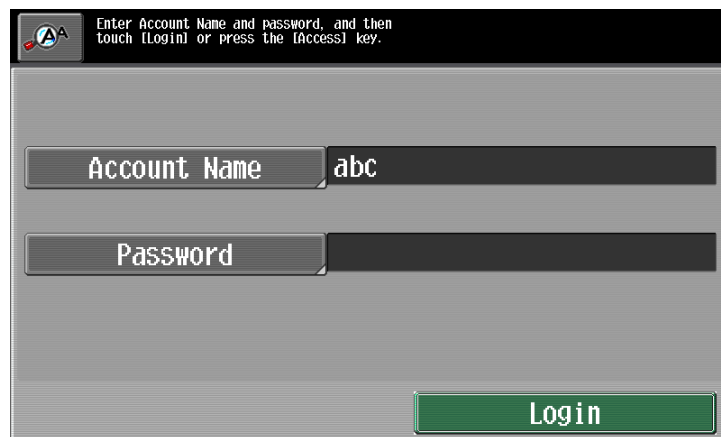 Enter Account Name and password, and then
touch [Login] or press the [Access] key.
Account Name
abc
Password
Login